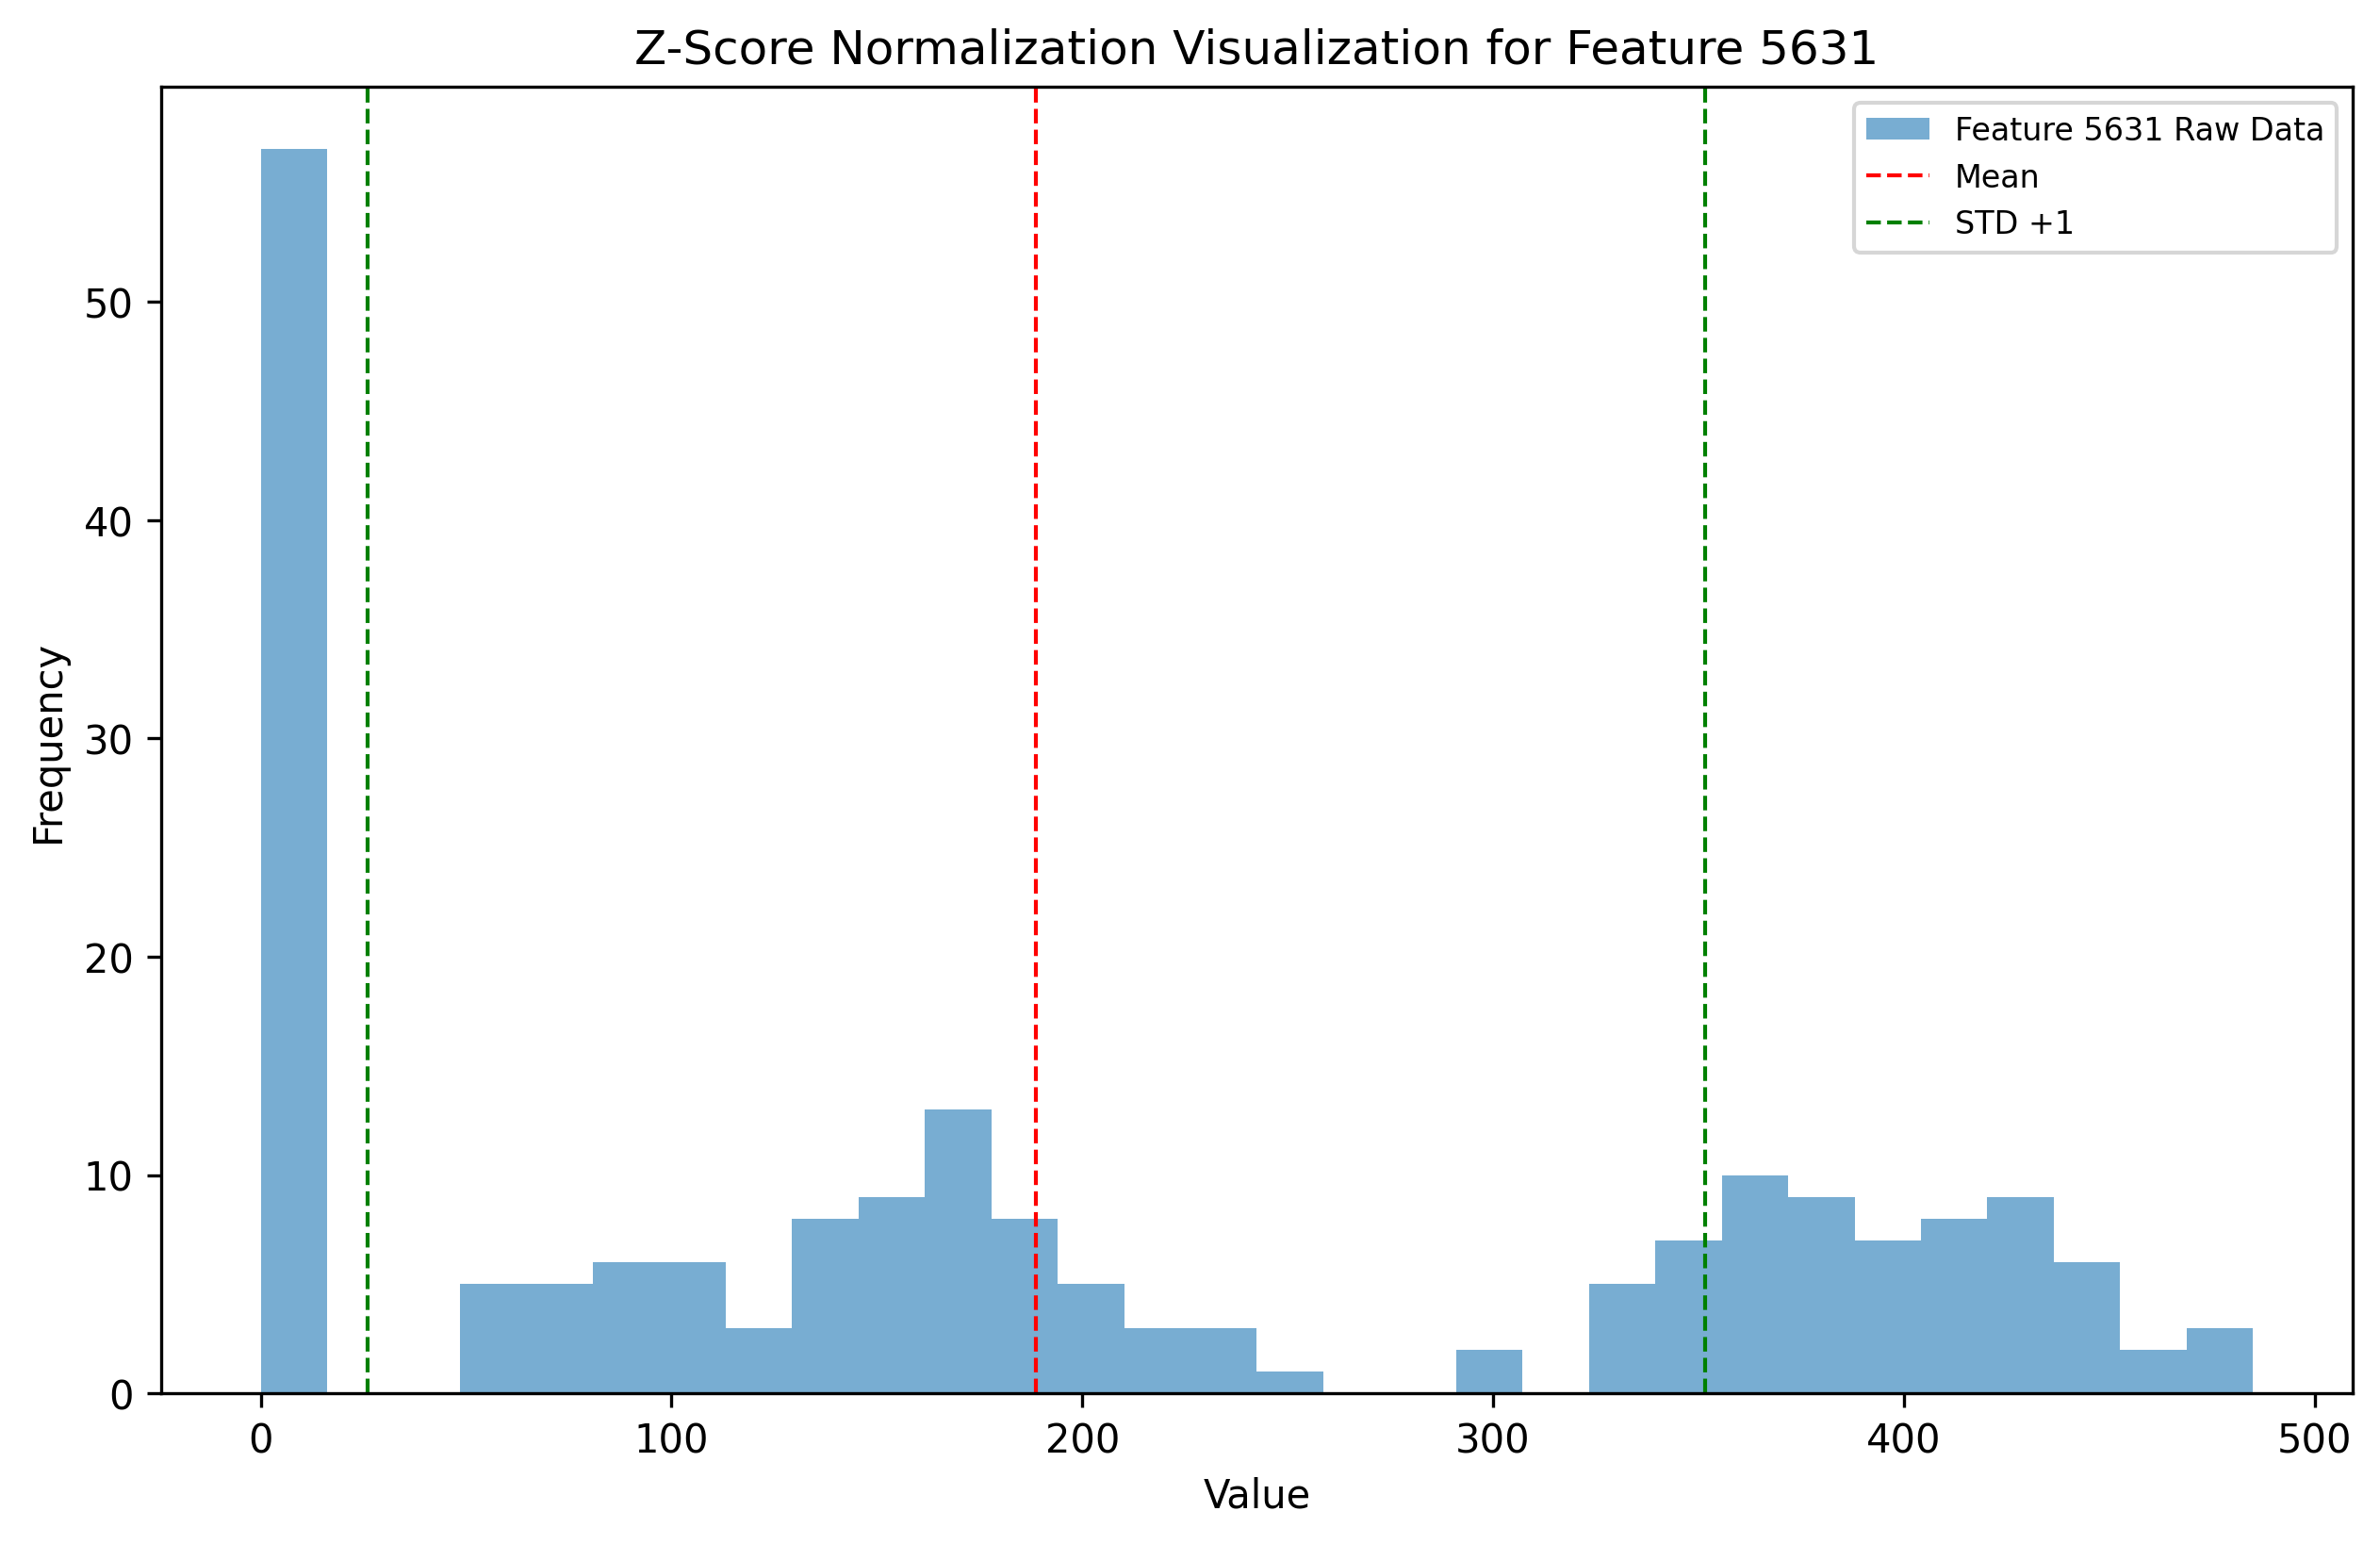 Z-Score Normalization Visualization for Feature 5631
Feature 5631 Raw Data
Mean
STD +1
Frequency
50
40
30
20
10
0
0 100 200 300 400 500
Value